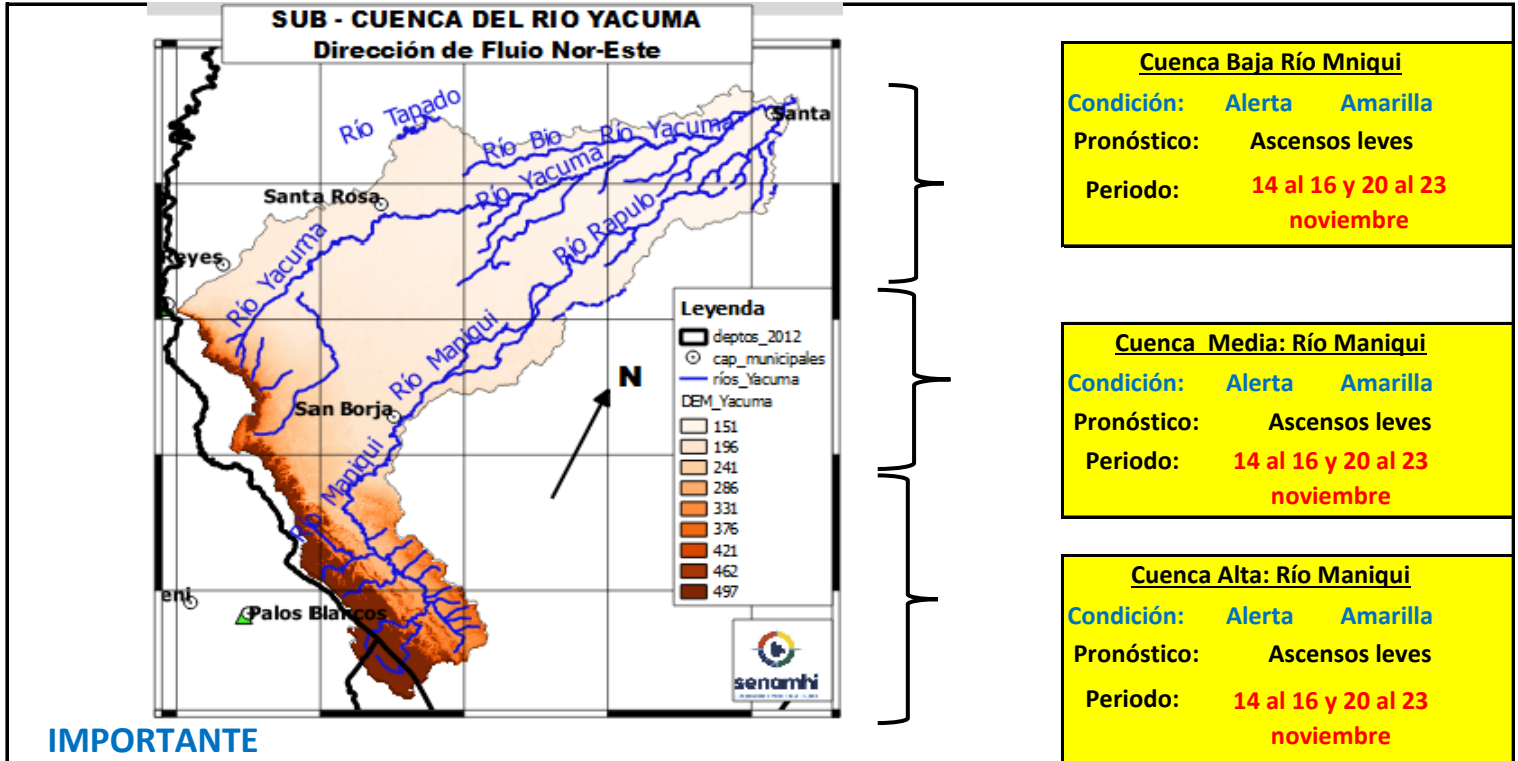 SUB - CUENCA DEL RIO YACUMA
Dirección de Fluio Nor-Este
Río Tapado
Río Bio
Río Yacuma
Santa
Río Yacuma
Santa Rosa
Río Rapulo
Reyes
Río Yacuma
Río Maniqui
San Borja
Río Maniqui
eni
Palos Blancos
N
Leyenda
deptos_2012
cap_municipales
ríos_Yacuma
DEM_Yacuma
151
196
241
286
331
376
421
462
497
senamhi
Cuenca Baja Río Mniqui
Condición: Alerta Amarilla
Pronóstico: Ascensos leves
Periodo: 14 al 16 y 20 al 23
noviembre
Cuenca Media: Río Maniqui
Condición: Alerta Amarilla
Pronóstico: Ascensos leves
Periodo: 14 al 16 y 20 al 23
noviembre
Cuenca Alta: Río Maniqui
Condición: Alerta Amarilla
Pronóstico: Ascensos leves
Periodo: 14 al 16 y 20 al 23
noviembre
IMPORTANTE